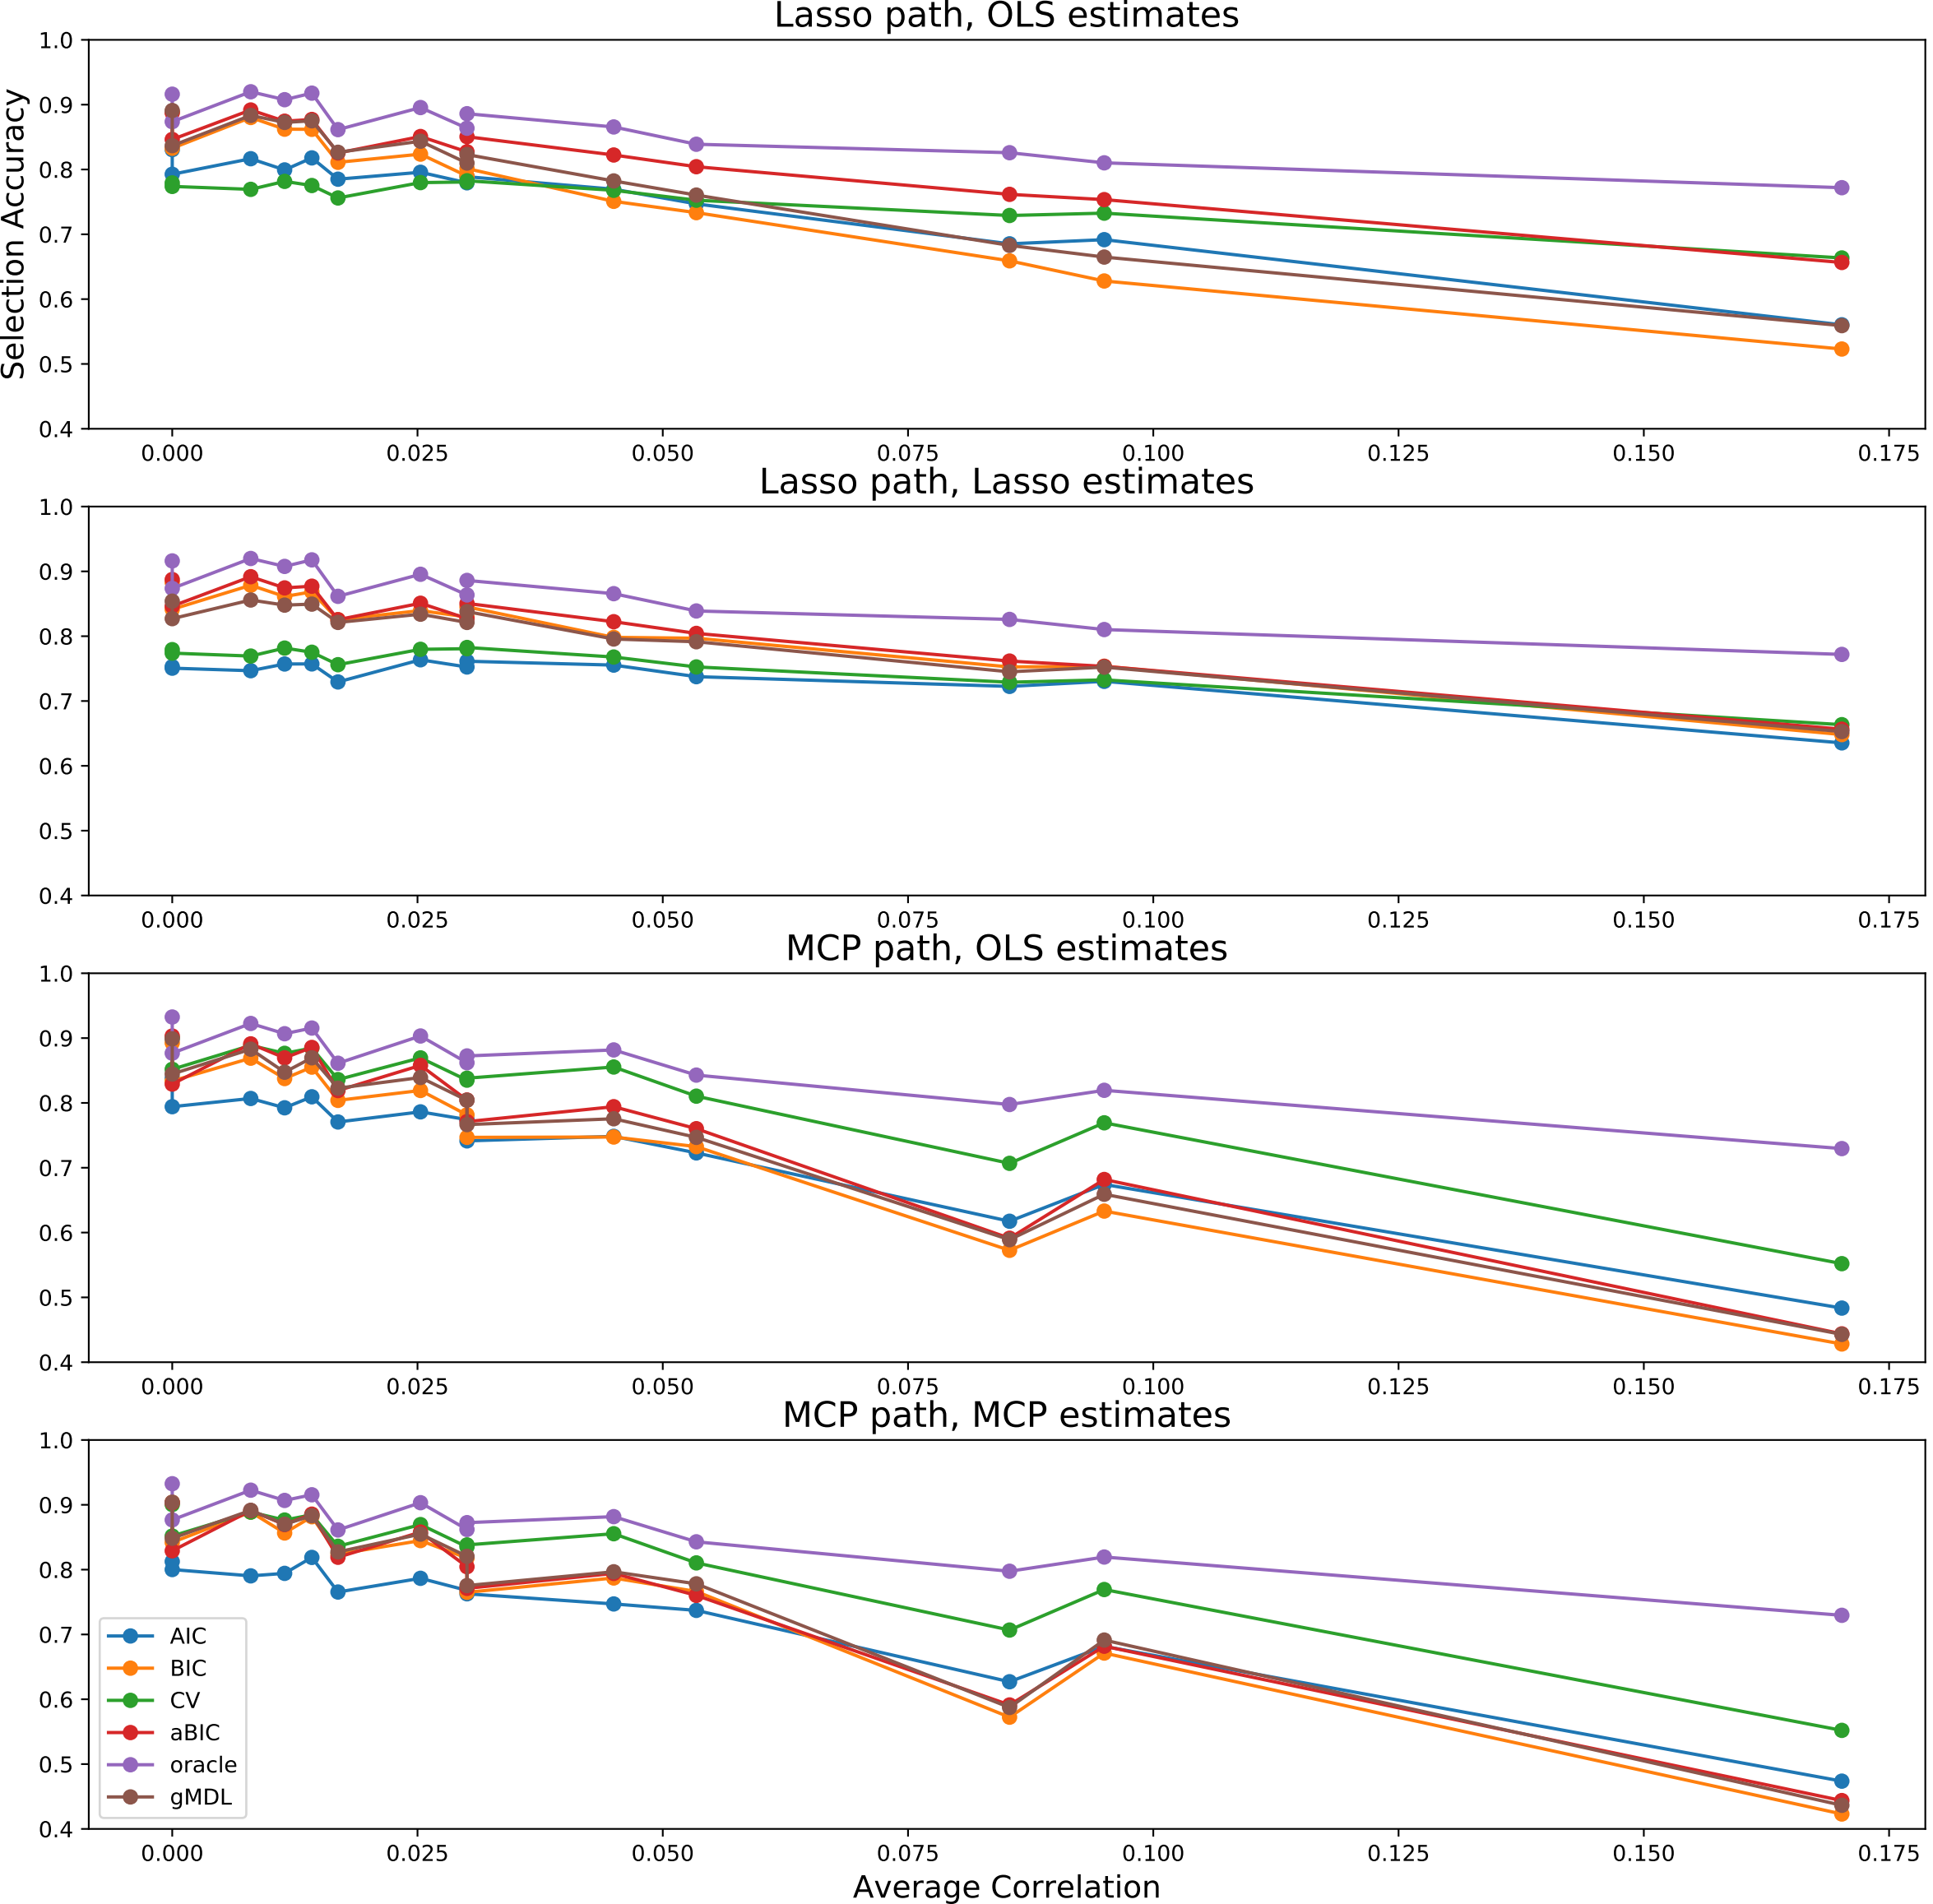 Lasso path, OLS estimates
Selection Accuracy
1.0
0.9
0.8
0.7
0.6
0.5
0.4
0.000 0.025 0.050 0.075 0.100 0.125 0.150 0.175
Lasso path, Lasso estimates
1.0
0.9
0.8
0.7
0.6
0.5
0.4
0.000 0.025 0.050 0.075 0.100 0.125 0.150 0.175
MCP path, OLS estimates
1.0
0.9
0.8
0.7
0.6
0.5
0.4
0.000 0.025 0.050 0.075 0.100 0.125 0.150 0.175
MCP path, MCP estimates
1.0
0.9
0.8
0.7
0.6
0.5
0.4
AIC
BIC
CV
aBIC
oracle
gMDL
0.000 0.025 0.050 0.075 0.100 0.125 0.150 0.175
Average Correlation